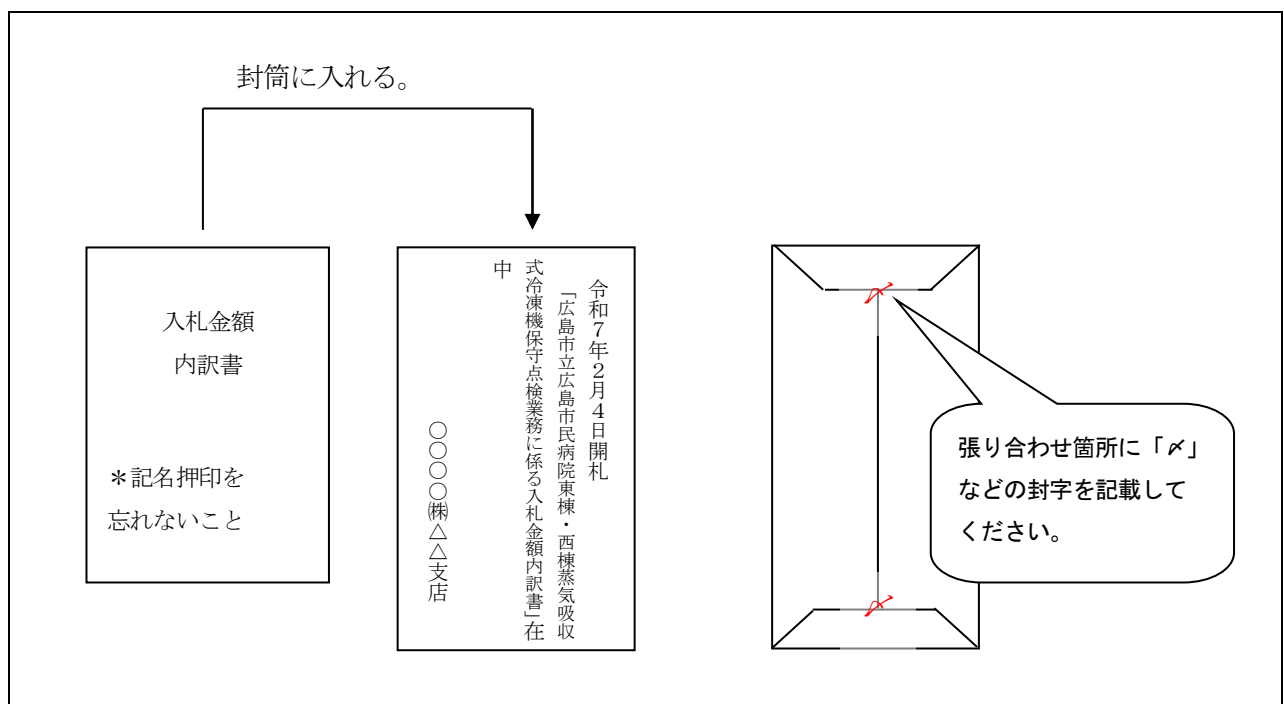 封筒に入れる。
入札金額
内訳書
＊記名押印を
忘れないこと
令和７年２月４日開札
「広島市立広島市民病院東棟・西棟蒸気吸収
式冷凍機保守点検業務に係る入札金額内訳書」在
中
○○○○㈱△△支店
〆
張り合わせ箇所に「〆」
などの封字を記載して
ください。
〆